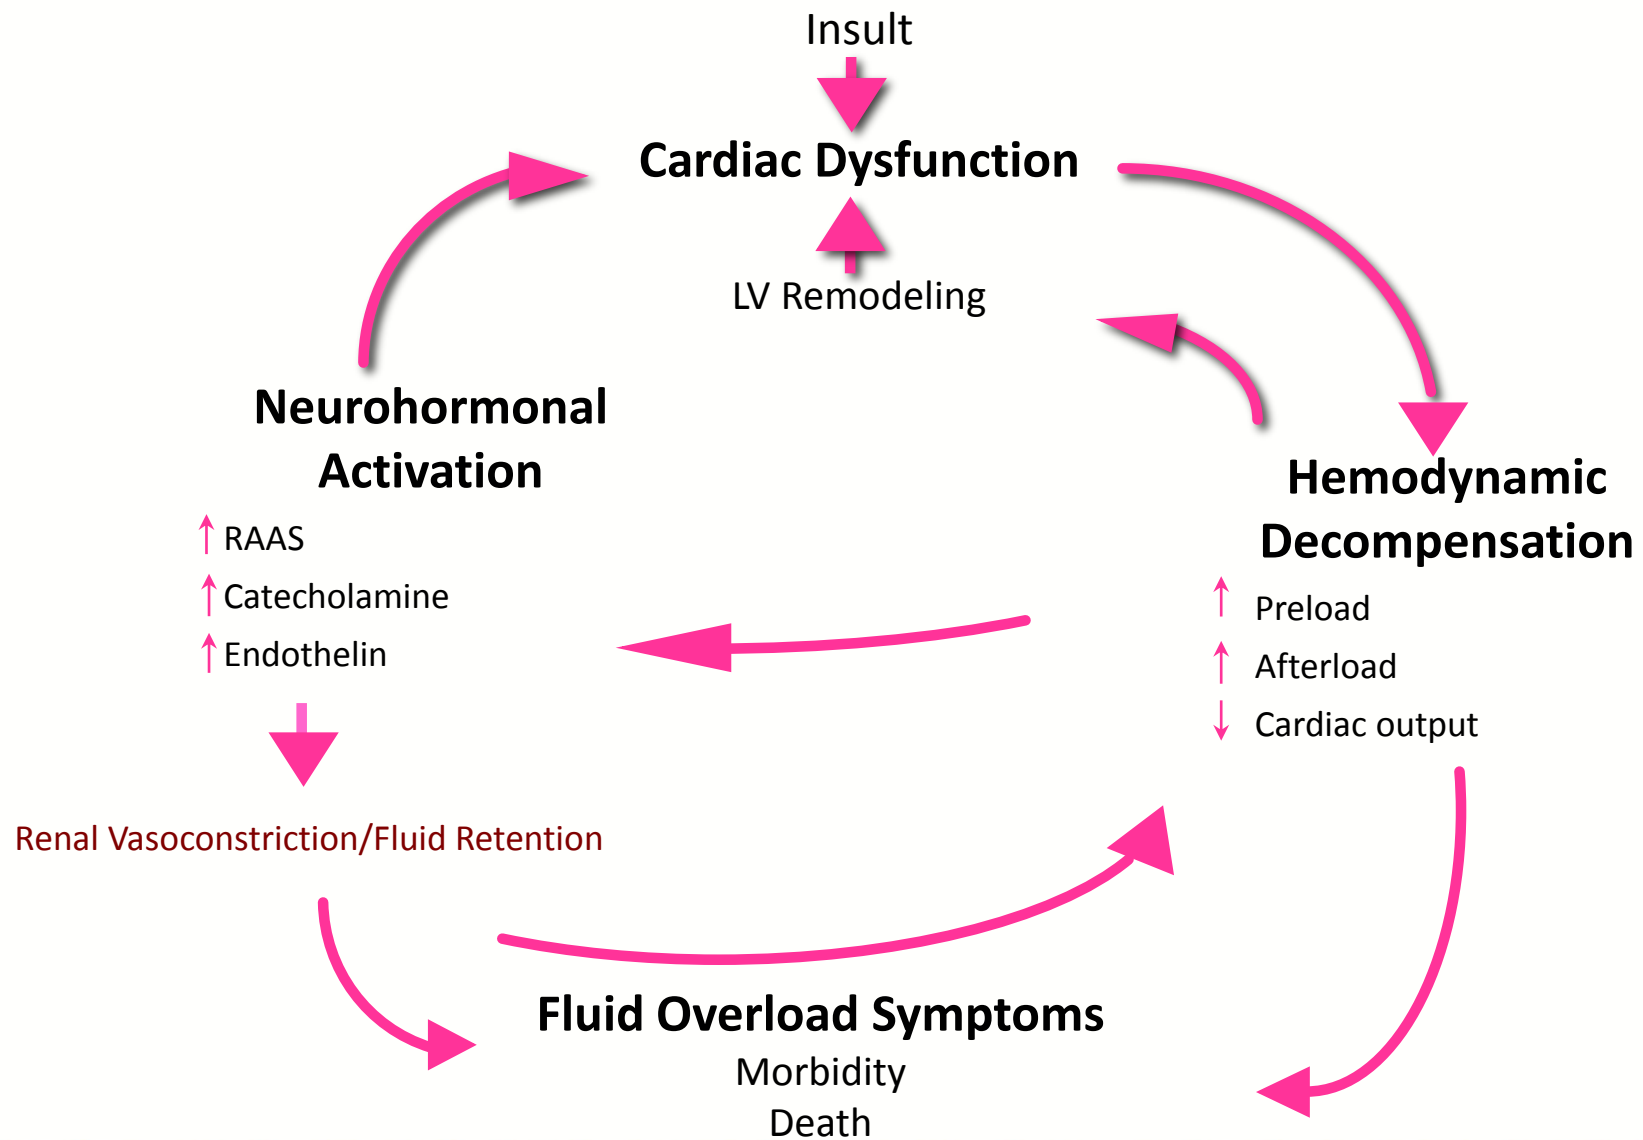 Insult
Cardiac Dysfunction
LV Remodeling
Neurohormonal
Activation
↑ RAAS
↑ Catecholamine
↑ Endothelin
Hemodynamic
Decompensation
↑ Preload
↑ Afterload
↓ Cardiac output
Renal Vasoconstriction/Fluid Retention
Fluid Overload Symptoms
Morbidity
Death